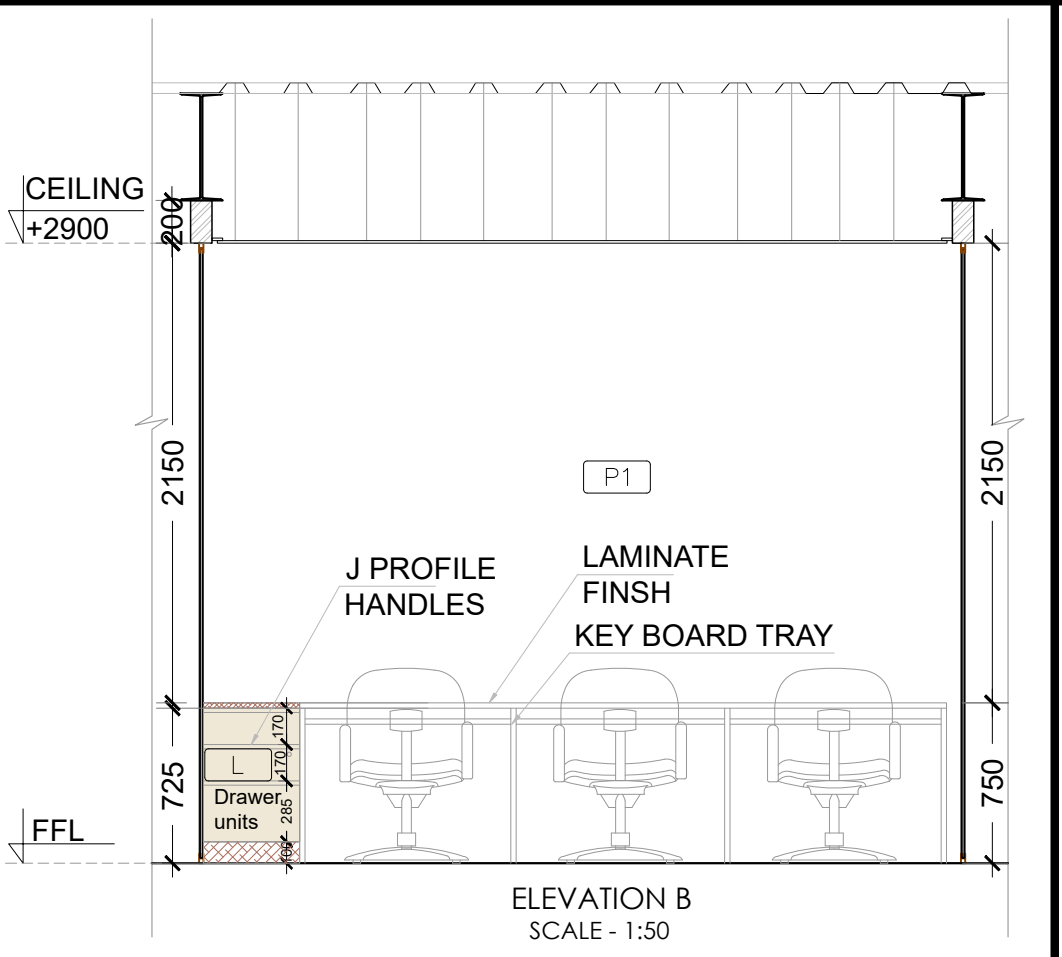 CEILING
+2900
200
2150
2150
P1
J PROFILE
HANDLES
LAMINATE
FINSH
KEY BOARD TRAY
170
170
L
725
750
Drawer
units
285
100
FFL
ELEVATION B
SCALE - 1:50